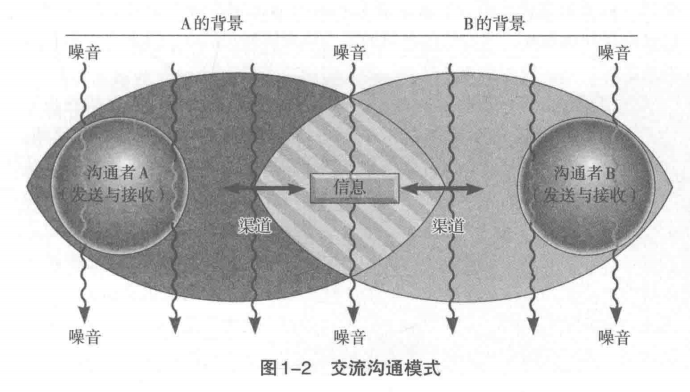 A的背景
B的背景
噪音
噪音
噪音
沟通者A
（发送与接收）
信息
沟通者B
（发送与接收）
渠道
渠道
噪音
噪音
噪音
图1-2 交流沟通模式